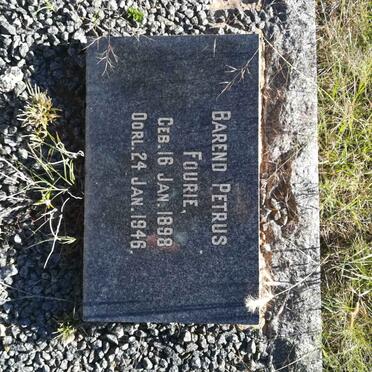 BAREND PETRUS
FOURIE,
GEB. 16 JAN. 1898
OORL. 24 JAN. 1946.